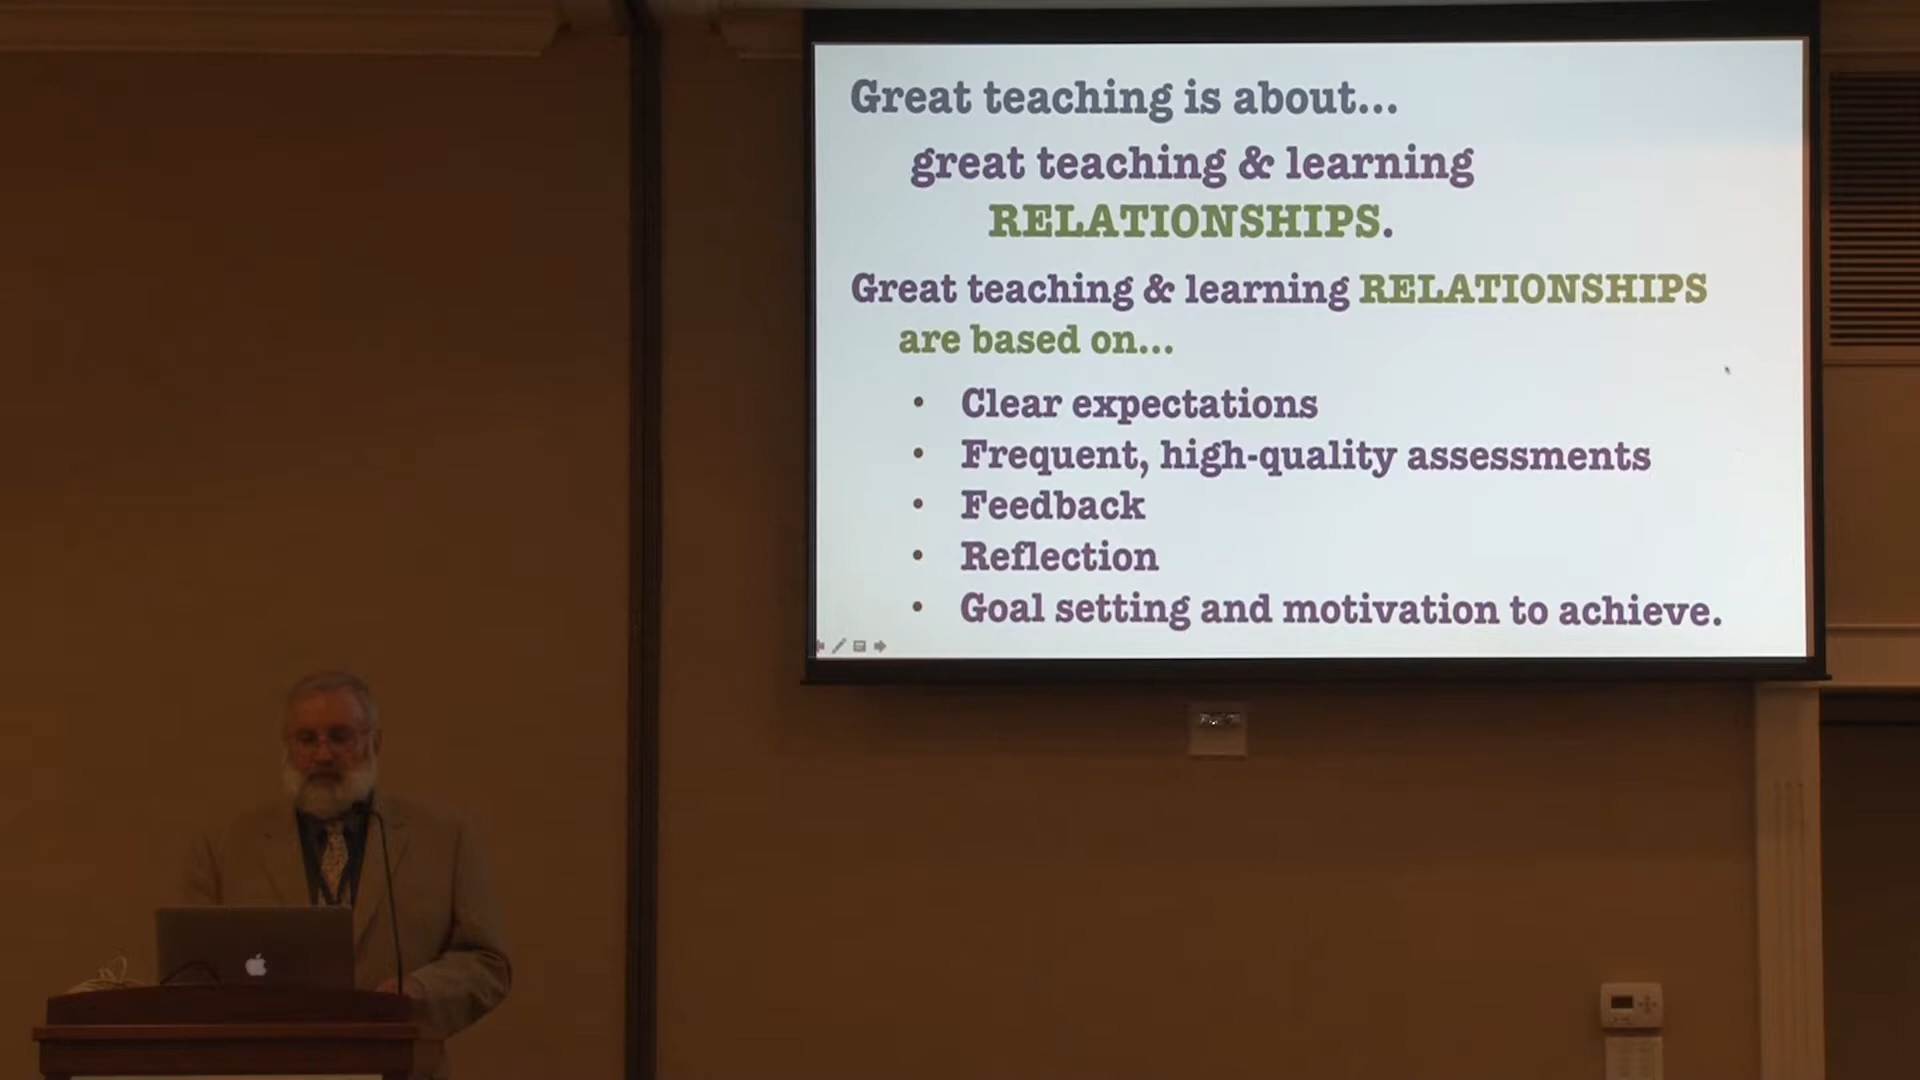 Great teaching is about...
great teaching & learning
RELATIONSHIPS.
Great teaching & learning RELATIONSHIPS
are based on...
• Clear expectations
• Frequent, high-quality assessments
• Feedback
• Reflection
• Goal setting and motivation to achieve.